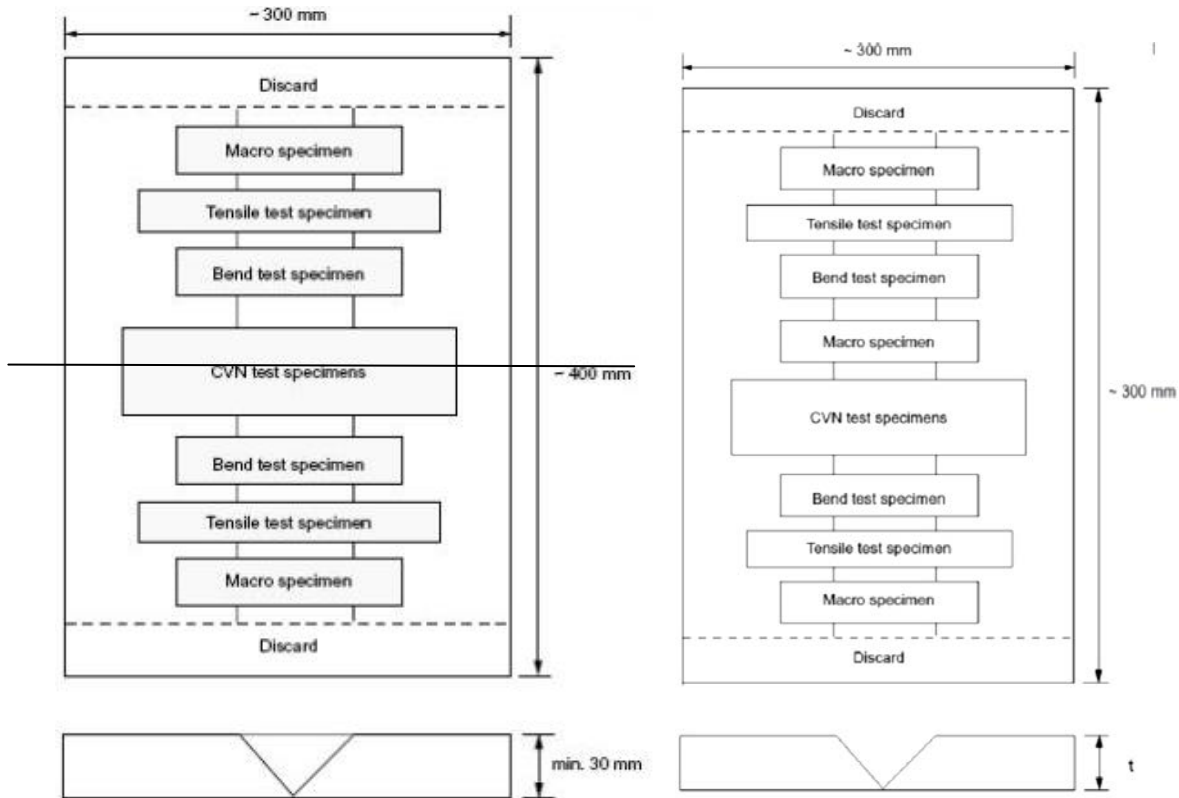 ~ 300 mm
Discard
Macro specimen
Tensile test specimen
Bend test specimen
CVN test specimens
~ 400 mm
Bend test specimen
Tensile test specimen
Macro specimen
Discard
min. 30 mm
~ 300 mm
Discard
Macro specimen
Tensile test specimen
Bend test specimen
Macro specimen
CVN test specimens
~ 300 mm
Bend test specimen
Tensile test specimen
Macro specimen
Discard
t